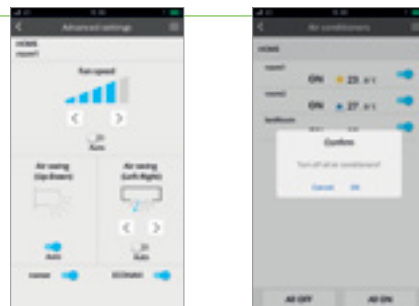 Advanced settings
HOME
room1
Fan speed
Auto
Air swing
(Up-Down)
Air swing
(Left-Right)
Auto
Auto
Air conditioners
HOME
room1
ON 23
room2
ON 27
Confirm
Turn off all air conditioners?
Cancel OK
All OFF All ON